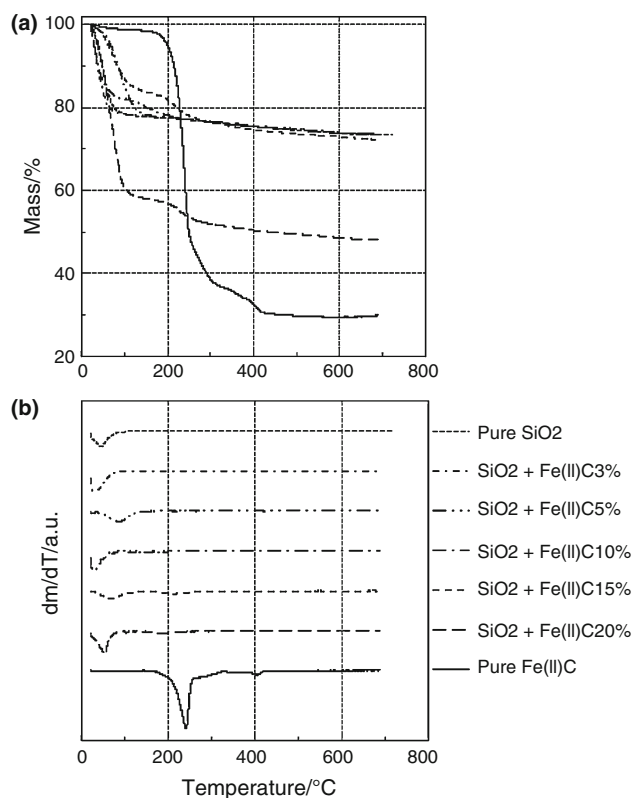 (a)
100
80
60
40
20
Mass/%
0 200 400 600 800
(b)
dm/dT/a.u.
Pure SiO2
SiO2 + Fe(II)C3%
SiO2 + Fe(II)C5%
SiO2 + Fe(II)C10%
SiO2 + Fe(II)C15%
SiO2 + Fe(II)C20%
Pure Fe(II)C
0 200 400 600 800
Temperature/°C